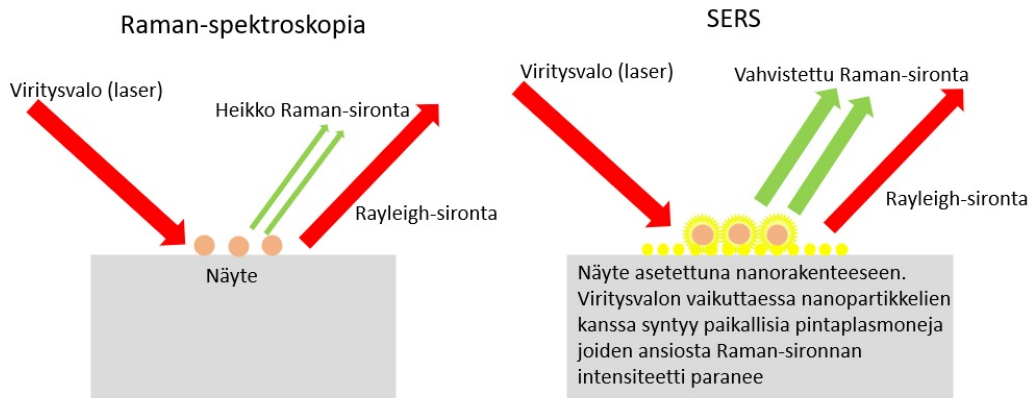 Raman-spektroskopia
Viritysvalo (laser)
Heikko Raman-sironta
Rayleigh-sironta
Näyte
SERS
Viritysvalo (laser)
Vahvistettu Raman-sironta
Rayleigh-sironta
Näyte asetettuna nanorakenteeseen.
Viritysvalon vaikuttaessa nanopartikkelien
kanssa syntyy paikallisia pintaplasmoneja
joiden ansiosta Raman-sironnan
intensiteetti paranee